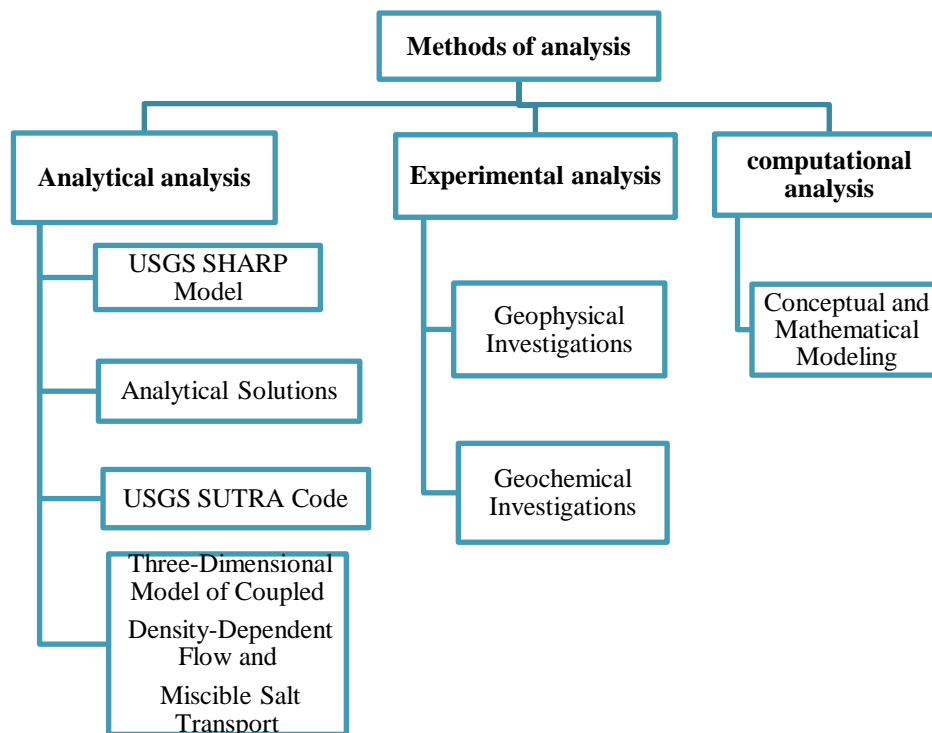 Methods of analysis
Analytical analysis
USGS SHARP
Model
Analytical Solutions
USGS SUTRA Code
Three-Dimensional
Model of Coupled
Density-Dependent
Flow and
Miscible Salt
Transport
Experimental analysis
Geophysical
Investigations
Geochemical
Investigations
computational
analysis
Conceptual and
Mathematical
Modeling